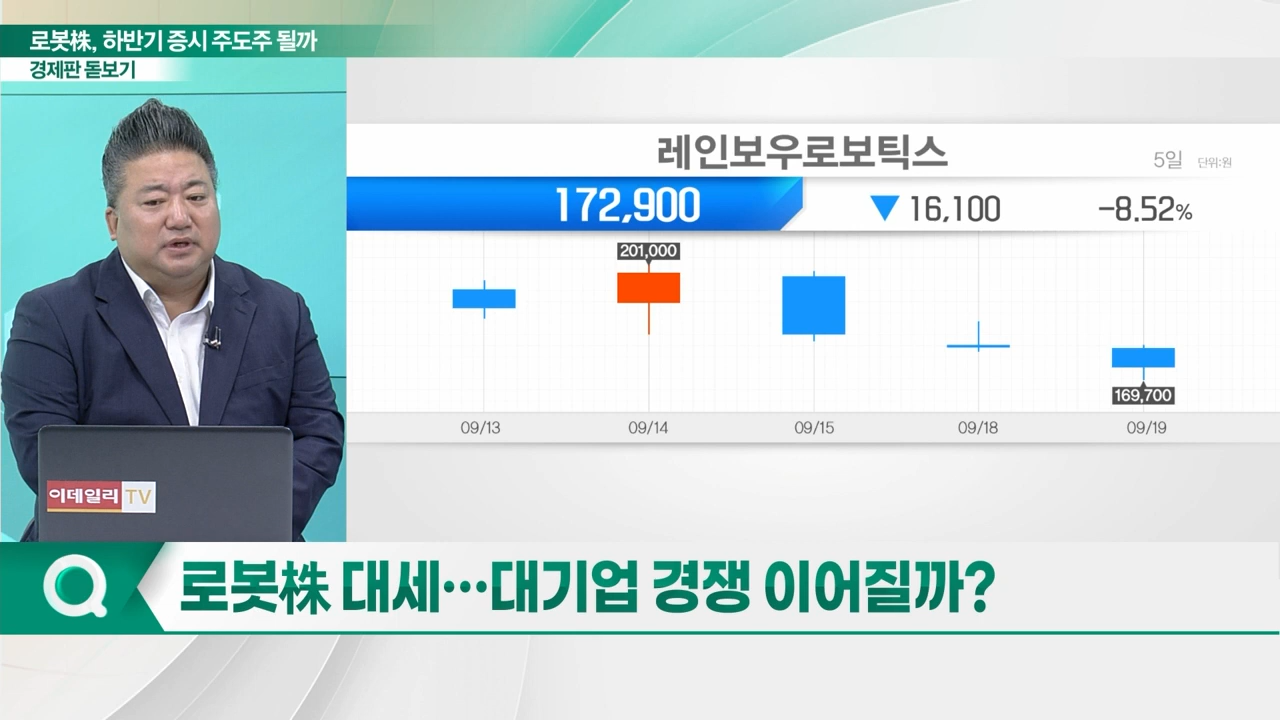 로봇株, 하반기 증시 주도주 될까
경제판 돋보기
레인보우로보틱스
5일 단위:원
172,900 ▼16,100 -8.52%
201,000
169,700
09/13 09/14 09/15 09/18 09/19
이데일리 TV
로봇株 대세…대기업 경쟁 이어질까?